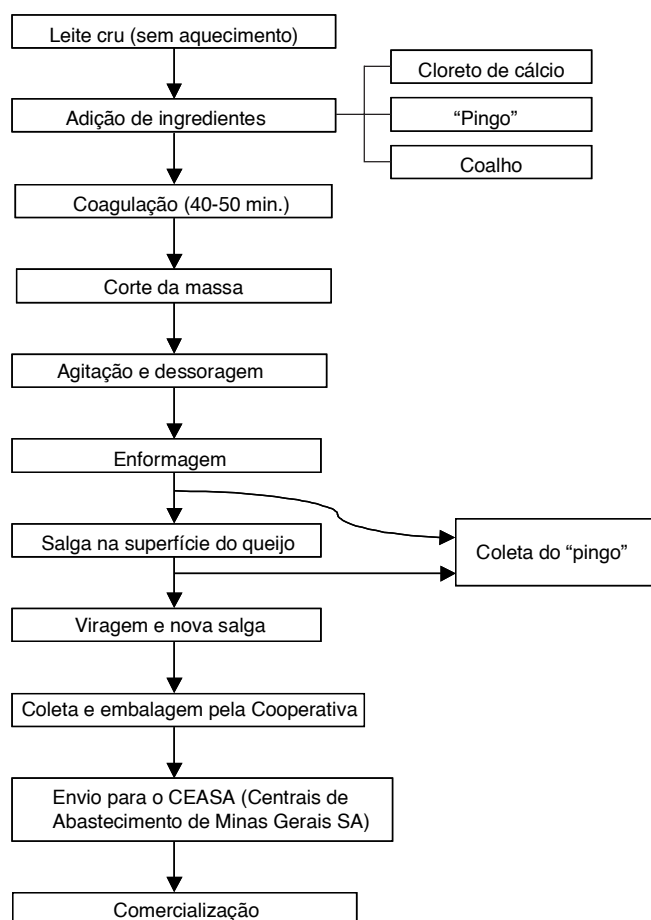 Leite cru (sem aquecimento)
Cloreto de cálcio
Adição de ingredientes
“Pingo”
Coalho
Coagulação (40-50 min.)
Corte da massa
Agitação e dessoragem
Enformagem
Salga na superfície do queijo
Coleta do “pingo”
Viragem e nova salga
Coleta e embalagem pela Cooperativa
Envio para o CEASA (Centrais de
Abastecimento de Minas Gerais SA)
Comercialização